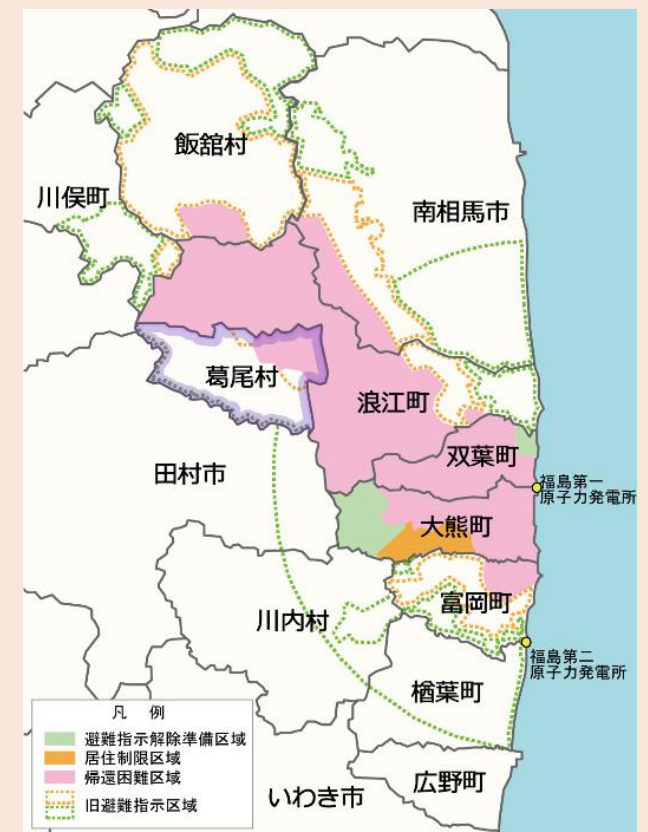 飯舘村
川俣町
南相馬市
葛尾村
浪江町
双葉町
田村市
福島第一
原子力発電所
大熊町
富岡町
川内村
福島第二
原子力発電所
楢葉町
いわき市
広野町
凡 例
避難指示解除準備区域
居住制限区域
帰還困難区域
旧避難指示区域